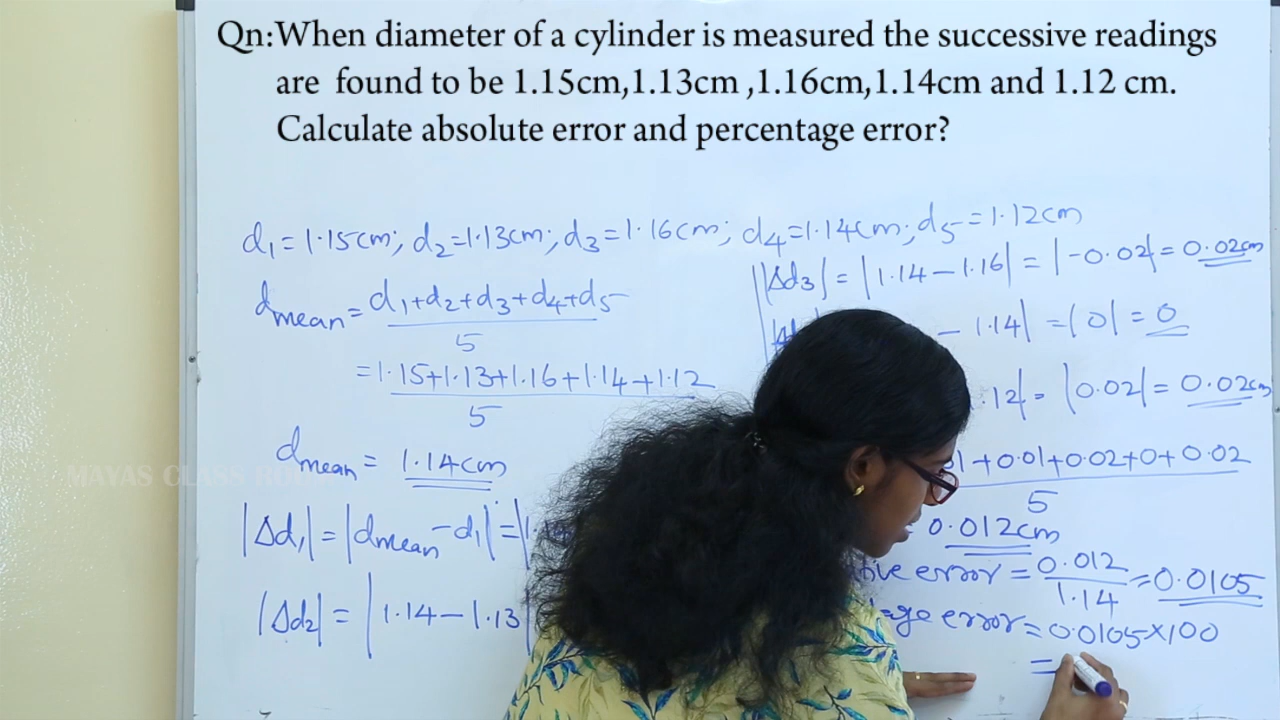 Qn:When diameter of a cylinder is measured the successive readings
are found to be 1.15cm,1.13cm ,1.16cm,1.14cm and 1.12 cm.
Calculate absolute error and percentage error?
d1 = 1.15cm; d2 = 1.13cm; d3 = 1.16cm; d4 = 1.14cm; d5 = 1.12cm
dmean = d1+d2+d3+d4+d5
5
= 1.15+1.13+1.16+1.14+1.12
5
dmean = 1.14cm
|Δd1| = |dmean - d1| = |1.
|Δd2| = |1.14 - 1.13
|Δd3| = |1.14 - 1.16| = |-0.02| = 0.02cm
- 1.14| = |0| = 0
.12| = |0.02| = 0.02cm
+0.01+0.02+0+0.02
5
0.012cm
error = 0.012 = 0.0105
1.14
error = 0.0105×100
=
MAYAS CLASS ROOM